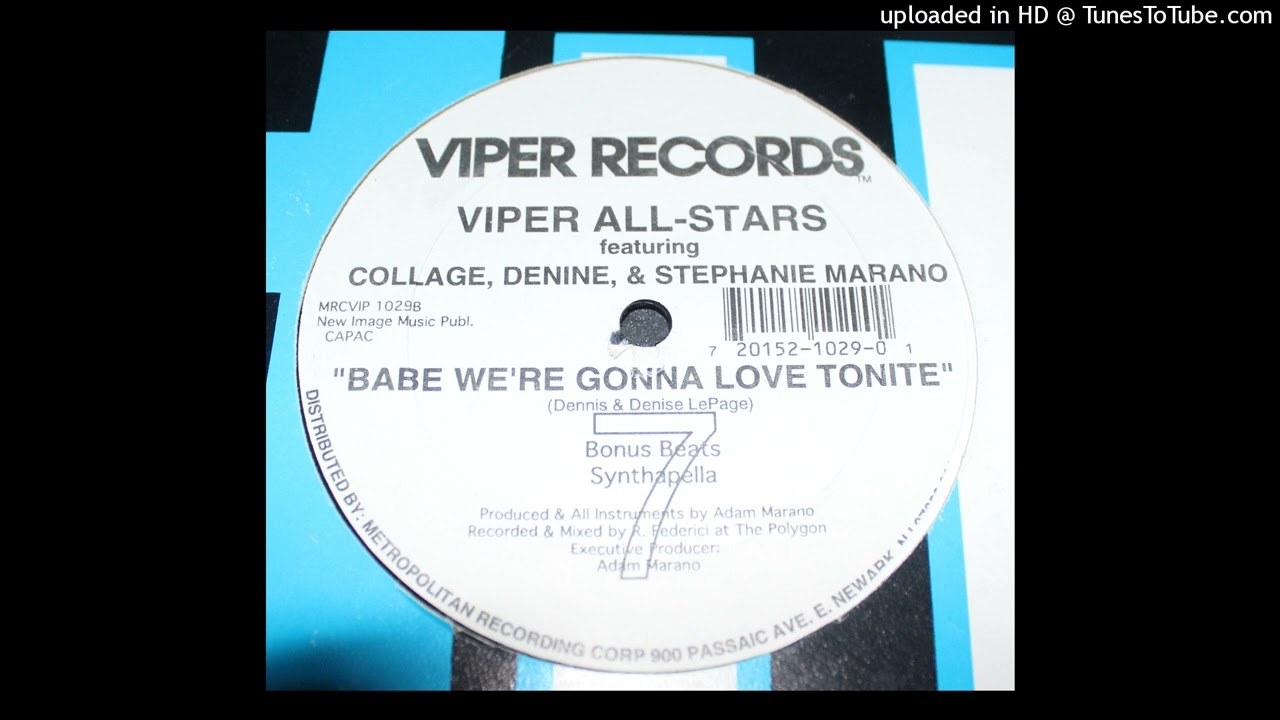 uploaded in HD @ TunesToTube.com
VIPER RECORDS
TM
VIPER ALL-STARS
featuring
COLLAGE, DENINE, & STEPHANIE MARANO
MRCVIP 1029B
New Image Music Publ.
CAPAC
7 20152-1029-0 1
"BABE WE'RE GONNA LOVE TONITE"
(Dennis & Denise LePage)
7
Bonus Beats
Synthapella
Produced & All Instruments by Adam Marano
Recorded & Mixed by R. Federici at The Polygon
Executive Producer:
Adam Marano
DISTRIBUTED BY: METROPOLITAN RECORDING CORP 900 PASSAIC AVE. E. NEWARK, NJ